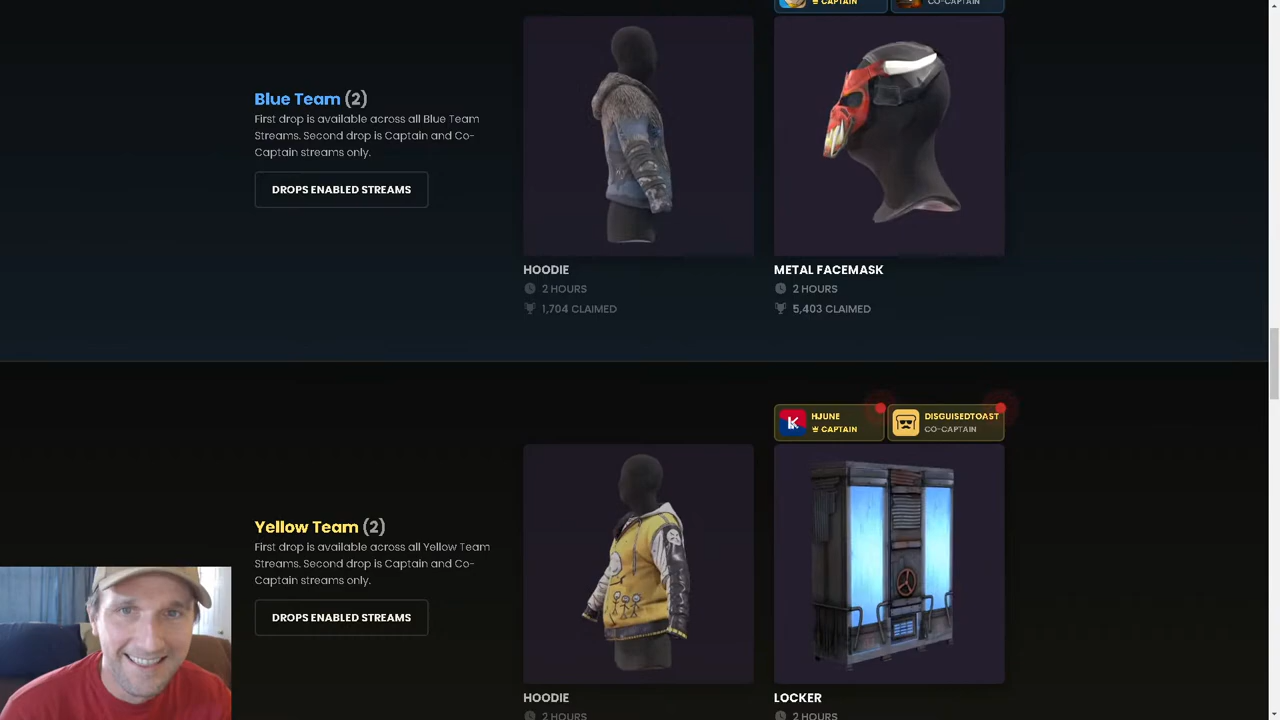 CAPTAIN
CO-CAPTAIN
Blue Team (2)
First drop is available across all Blue Team
Streams. Second drop is Captain and Co-
Captain streams only.
DROPS ENABLED STREAMS
HOODIE
2 HOURS
1,704 CLAIMED
METAL FACEMASK
2 HOURS
5,403 CLAIMED
HJUNE
CAPTAIN
DISGUISEDTOAST
CO-CAPTAIN
Yellow Team (2)
First drop is available across all Yellow Team
Streams. Second drop is Captain and Co-
Captain streams only.
DROPS ENABLED STREAMS
HOODIE
2 HOURS
LOCKER
2 HOURS